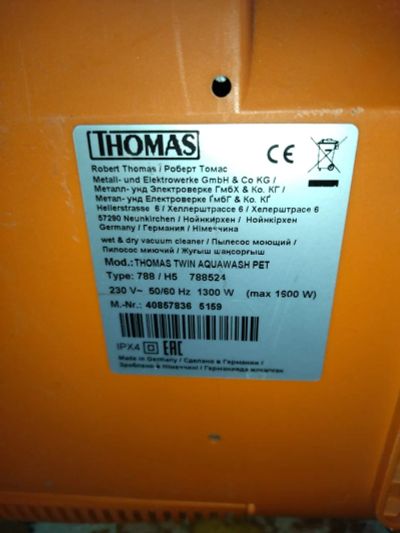 THOMAS
Robert Thomas / Роберт Томас
Metall- und Elektrowerke GmbH & Co KG /
Металл- унд Электроверке ГмбХ & Ко. КГ /
Метал- унд Електроверке ҐмбГ & Ко. КҐ
Hellerstrasse 6 / Хеллерштрассе 6 / Хеллерштрасе 6
57290 Neunkirchen / Нойнкирхен / Нойнкірхен
Germany / Германия / Німеччина
wet & dry vacuum cleaner / Пылесос моющий /
Пилосос миючий / Жуғыш шаңсорғыш
Mod.: THOMAS TWIN AQUAWASH PET
Type: 788 / H5 788524
230 V~ 50/60 Hz 1300 W (max 1600 W)
M.-Nr.: 40857836 5159
IPX4 EAC
Made in Germany / Сделано в Германии /
Зроблено в Німеччині / Германияда жасалған
CE